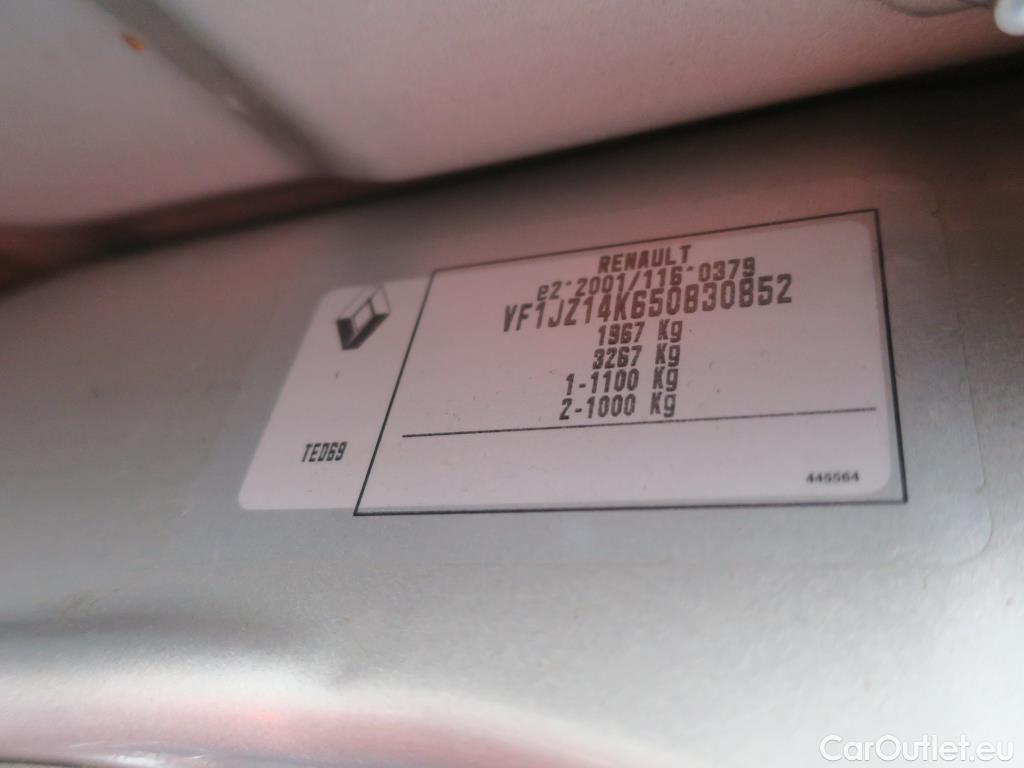 RENAULT
e2*2001/116*0379
VF1JZ14K650830852
1967 Kg
3267 Kg
1-1100 Kg
2-1000 Kg
TED69
445564
CarOutlet.eu